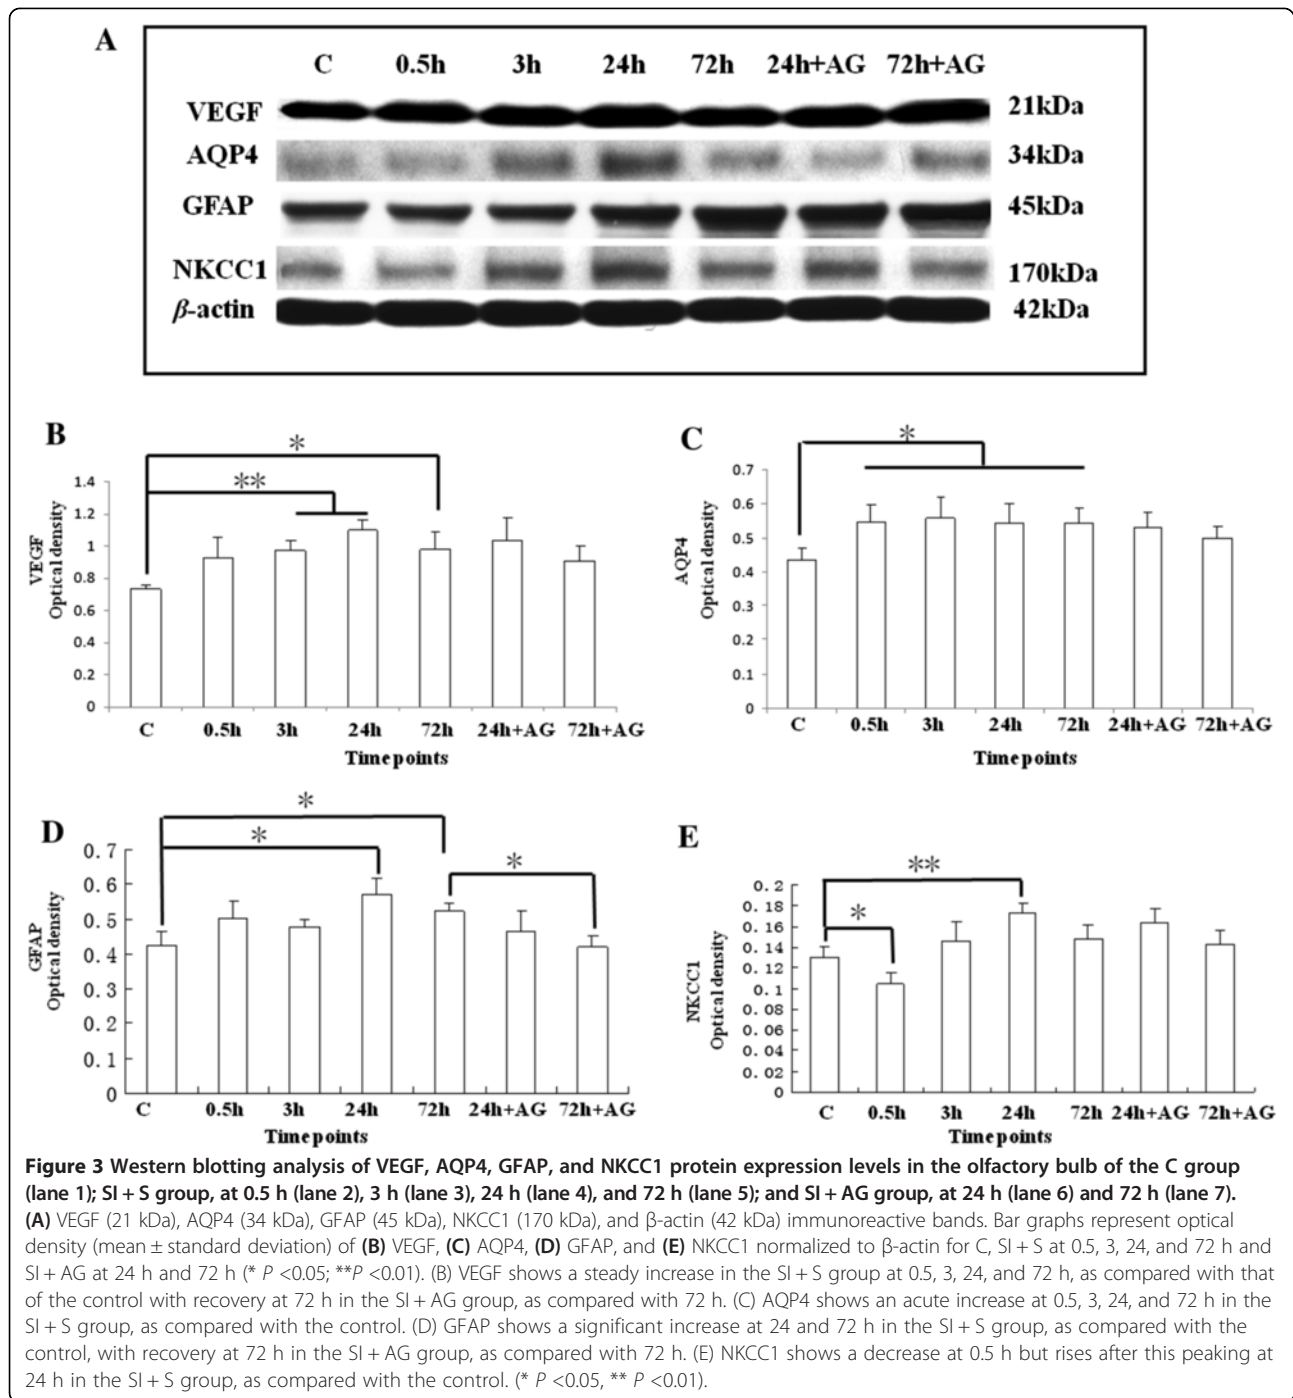 A
C 0.5h 3h 24h 72h 24h+AG 72h+AG
VEGF 21kDa
AQP4 34kDa
GFAP 45kDa
NKCC1 170kDa
β-actin 42kDa
B
*
**
VEGF
Optical density
1.4
1.2
1
0.8
0.6
0.4
0.2
0
C 0.5h 3h 24h 72h 24h+AG 72h+AG
Time points
C
*
AQP4
Optical density
0.7
0.6
0.5
0.4
0.3
0.2
0.1
0
C 0.5h 3h 24h 72h 24h+AG 72h+AG
Time points
D
*
*
*
GFAP
Optical density
0.7
0.6
0.5
0.4
0.3
0.2
0.1
0
C 0.5h 3h 24h 72h 24h+AG 72h+AG
Time points
E
**
*
NKCC1
Optical density
0.2
0.18
0.16
0.14
0.12
0.1
0.08
0.06
0.04
0.02
0
C 0.5h 3h 24h 72h 24h+AG 72h+AG
Time points
Figure 3 Western blotting analysis of VEGF, AQP4, GFAP, and NKCC1 protein expression levels in the olfactory bulb of the C group
(lane 1); SI + S group, at 0.5 h (lane 2), 3 h (lane 3), 24 h (lane 4), and 72 h (lane 5); and SI + AG group, at 24 h (lane 6) and 72 h (lane 7).
(A) VEGF (21 kDa), AQP4 (34 kDa), GFAP (45 kDa), NKCC1 (170 kDa), and β-actin (42 kDa) immunoreactive bands. Bar graphs represent optical
density (mean ± standard deviation) of (B) VEGF, (C) AQP4, (D) GFAP, and (E) NKCC1 normalized to β-actin for C, SI + S at 0.5, 3, 24, and 72 h and
SI + AG at 24 h and 72 h (* P <0.05; **P <0.01). (B) VEGF shows a steady increase in the SI + S group at 0.5, 3, 24, and 72 h, as compared with that
of the control with recovery at 72 h in the SI + AG group, as compared with 72 h. (C) AQP4 shows an acute increase at 0.5, 3, 24, and 72 h in the
SI + S group, as compared with the control. (D) GFAP shows a significant increase at 24 and 72 h in the SI + S group, as compared with the
control, with recovery at 72 h in the SI + AG group, as compared with 72 h. (E) NKCC1 shows a decrease at 0.5 h but rises after this peaking at
24 h in the SI + S group, as compared with the control. (* P <0.05, ** P <0.01).